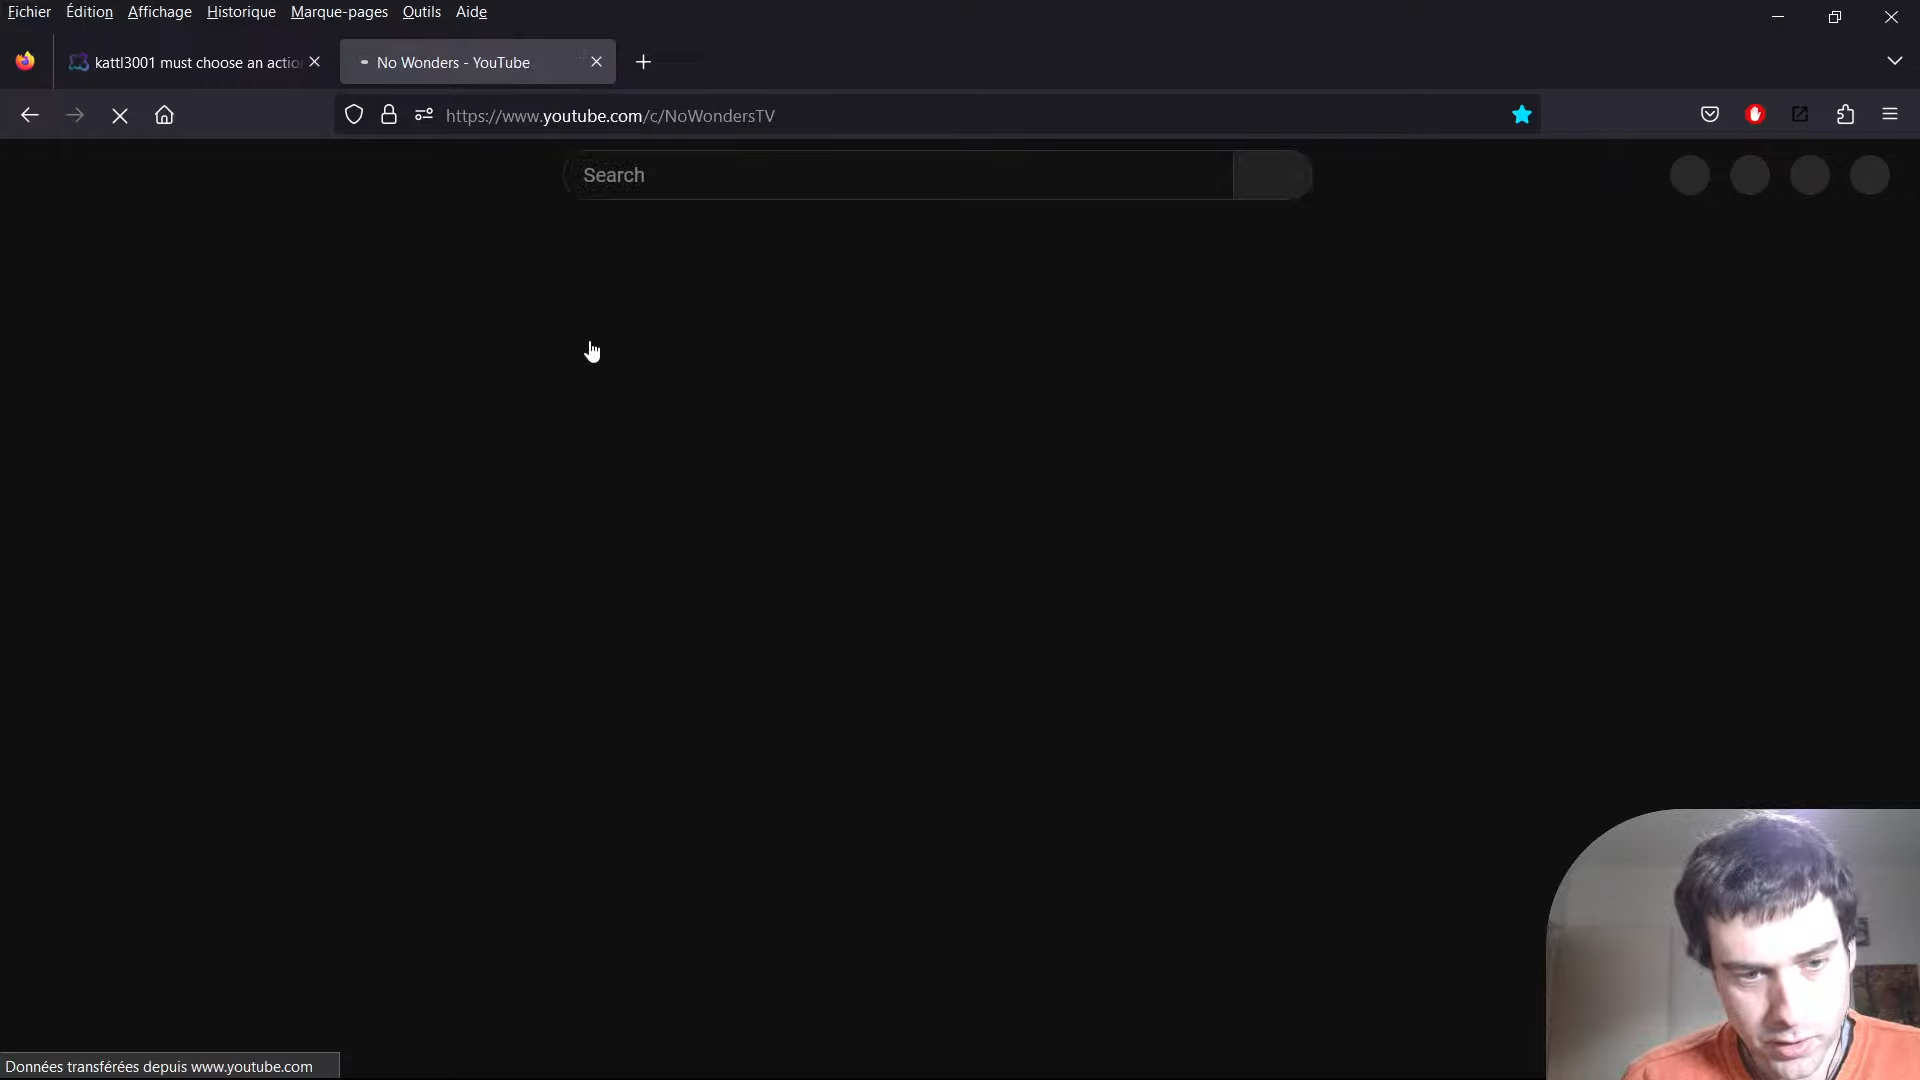 Fichier Édition Affichage Historique Marque-pages Outils Aide
kattl3001 must choose an actio
No Wonders - YouTube
https://www.youtube.com/c/NoWondersTV
Search
Données transférées depuis www.youtube.com